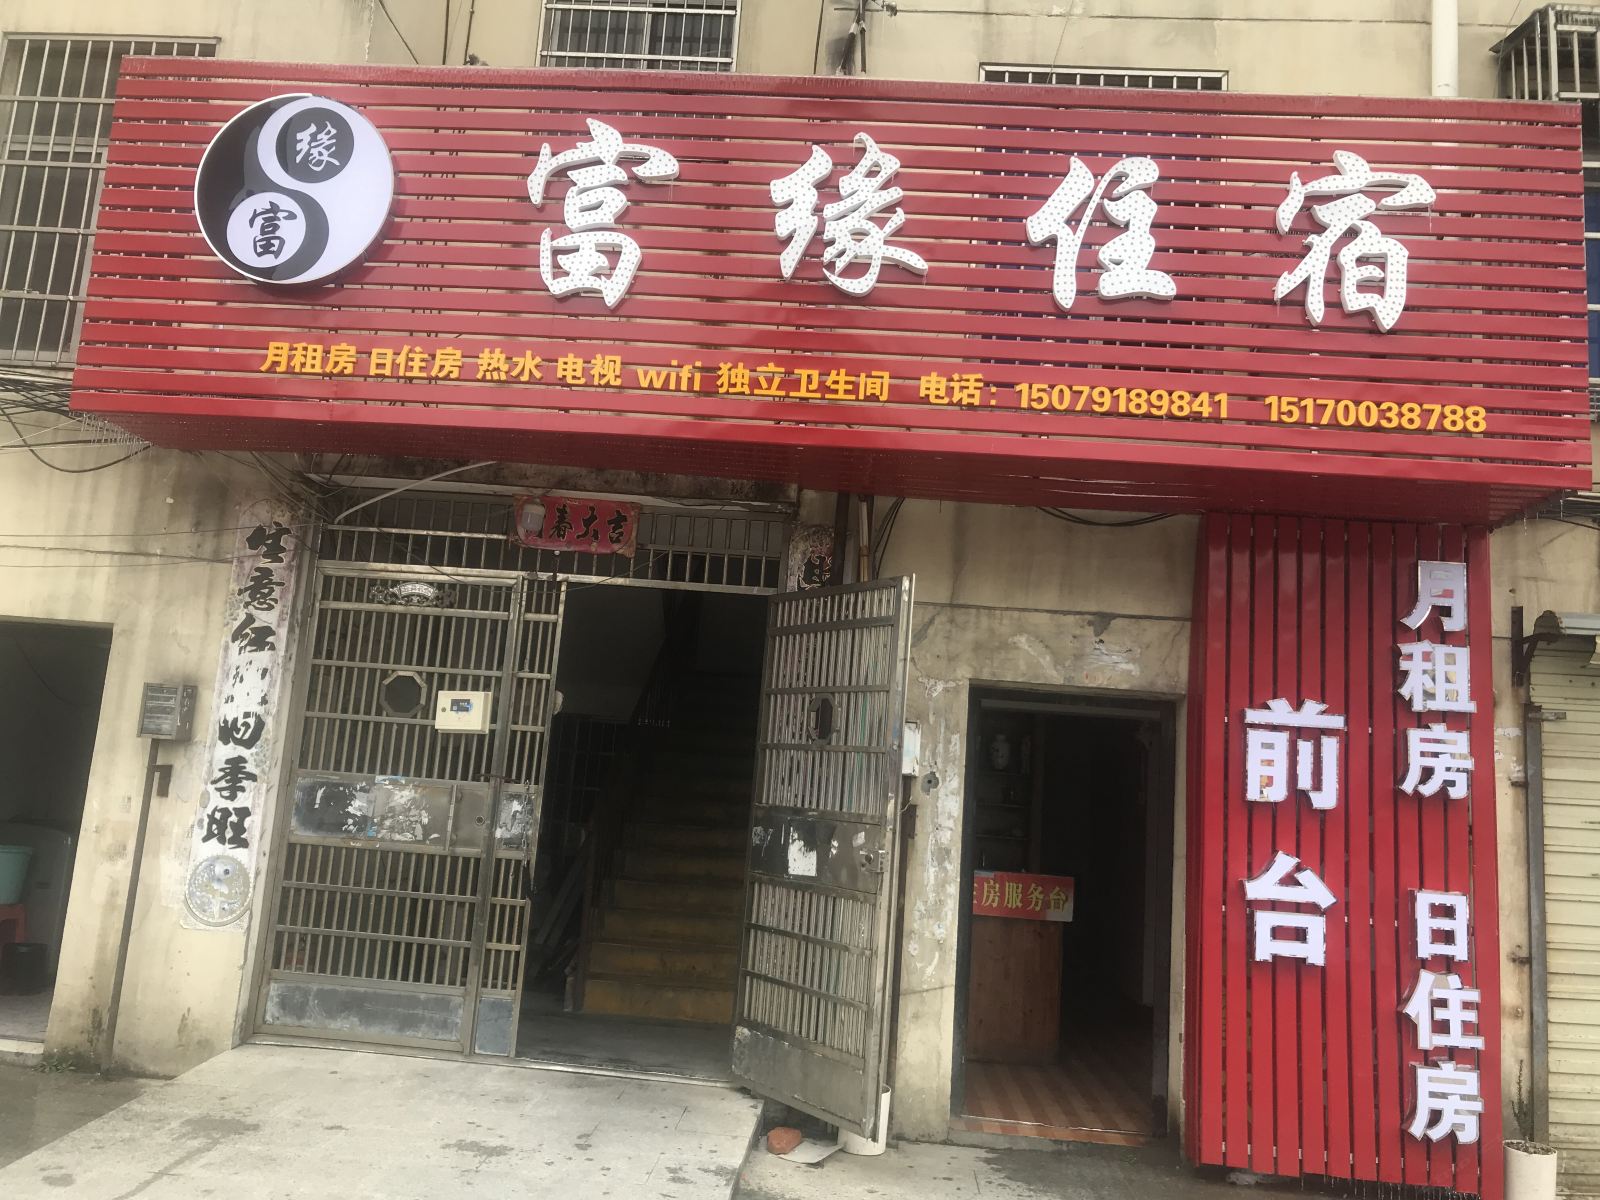 缘
富
富缘住宿
月租房 日住房 热水 电视 wifi 独立卫生间 电话：15079189841 15170038788
春大吉
生意红
四季旺
房服务台
前台
月租房 日住房